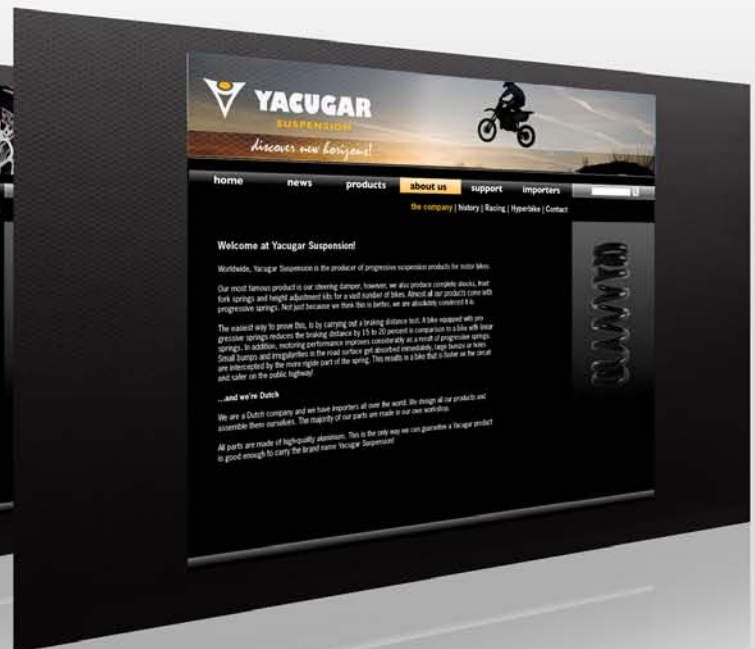 YACUGAR
SUSPENSION
discover new horizons!
home news products about us support importers
the company | history | Racing | Hyperbike | Contact
Welcome at Yacugar Suspension!
Worldwide, Yacugar Suspension is the producer of progressive suspension products for motor bikes.
Our most famous product is our steering damper, however, we also produce complete shocks, front
fork springs and height adjustment kits for a vast number of bikes. Almost all our products come with
progressive springs. Not just because we think this is better, we are absolutely convinced it is.
The easiest way to prove this, is by carrying out a braking distance test. A bike equipped with pro-
gressive springs reduces the braking distance by 15 to 20 percent in comparison to a bike with linear
springs. In addition, motoring performance improves considerably as a result of progressive springs.
Small bumps and irregularities in the road surface get absorbed immediately, large bumps or holes
are intercepted by the more rigide part of the spring. This results in a bike that is faster on the circuit
and safer on the public highway!
...and we're Dutch
We are a Dutch company and we have importers all over the world. We design all our products and
assemble them ourselves. The majority of our parts are made in our own workshop.
All parts are made of high-quality aluminium. This is the only way we can guarantee a Yacugar product
is good enough to carry the brand name Yacugar Suspension!